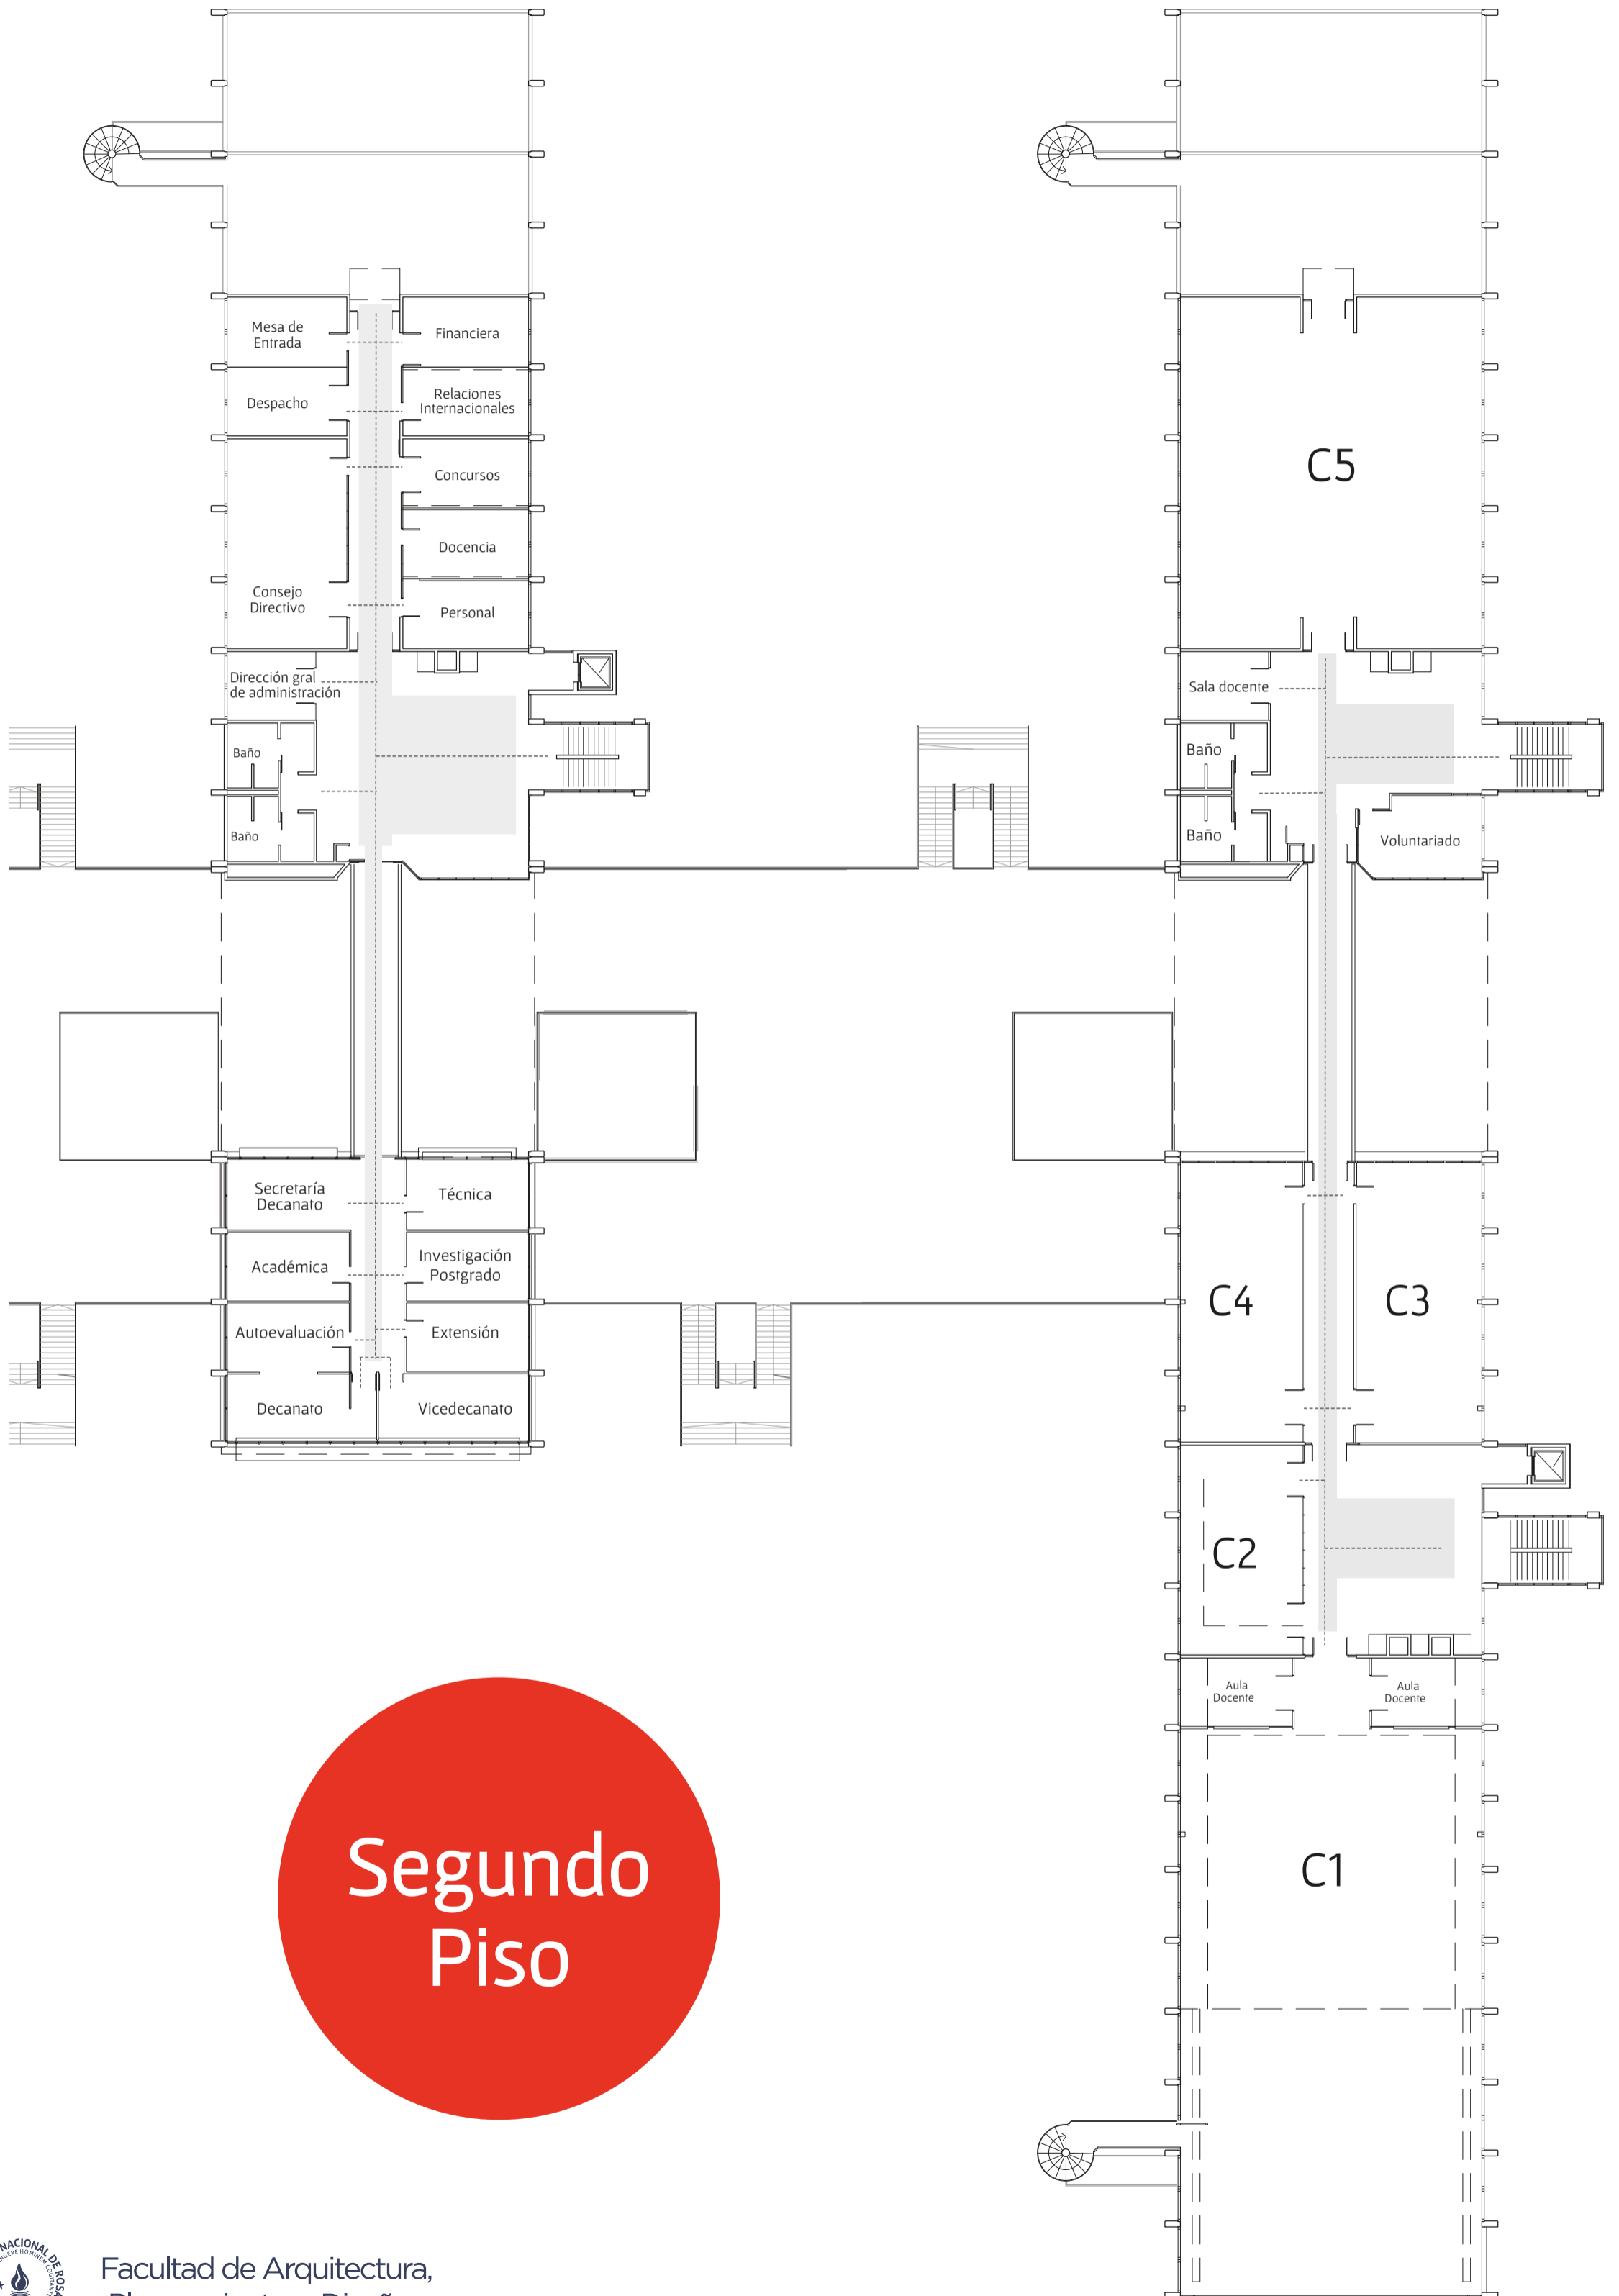 Mesa de
Entrada
Financiera
Despacho
Relaciones
Internacionales
Concursos
Docencia
Consejo
Directivo
Personal
Dirección gral
de administración
Baño
Baño
Secretaría
Decanato
Técnica
Académica
Investigación
Postgrado
Autoevaluación
Extensión
Decanato
Vicedecanato
C5
Sala docente
Baño
Baño
Voluntariado
C4
C3
C2
Aula
Docente
Aula
Docente
C1
Segundo
Piso
NACIONAL DE
Facultad de Arquitectura,